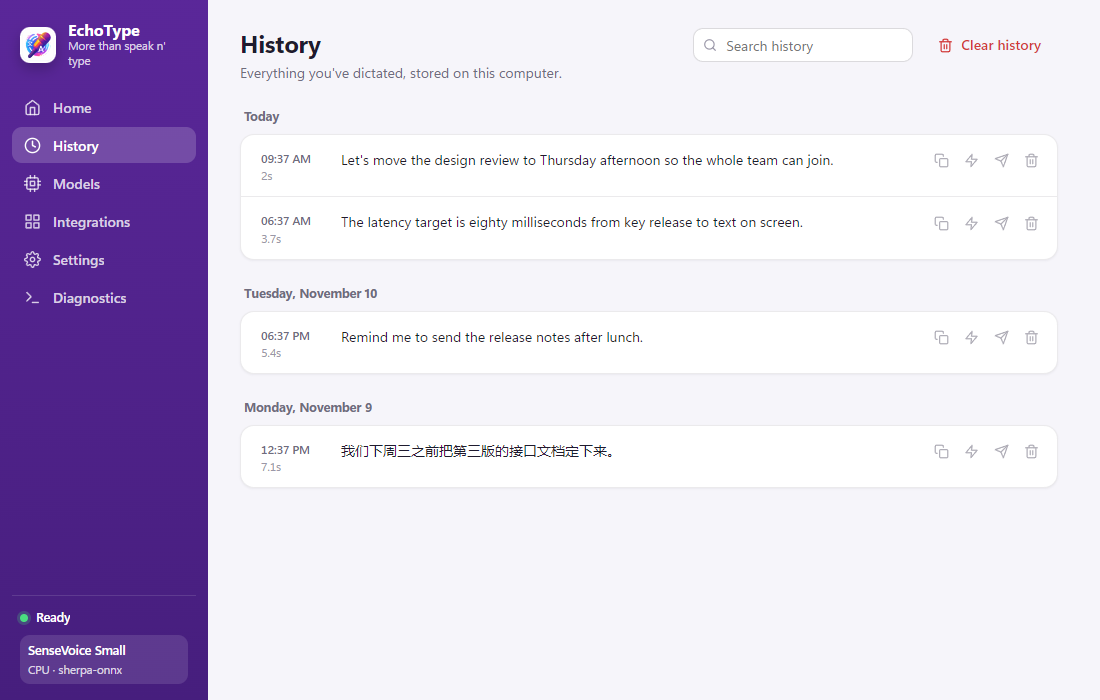 EchoType
More than speak n'
type
Home
History
Models
Integrations
Settings
Diagnostics
Ready
SenseVoice Small
CPU · sherpa-onnx
History
Everything you've dictated, stored on this computer.
Search history
Clear history
Today
09:37 AM
2s
Let's move the design review to Thursday afternoon so the whole team can join.
06:37 AM
3.7s
The latency target is eighty milliseconds from key release to text on screen.
Tuesday, November 10
06:37 PM
5.4s
Remind me to send the release notes after lunch.
Monday, November 9
12:37 PM
7.1s
我们下周三之前把第三版的接口文档定下来。